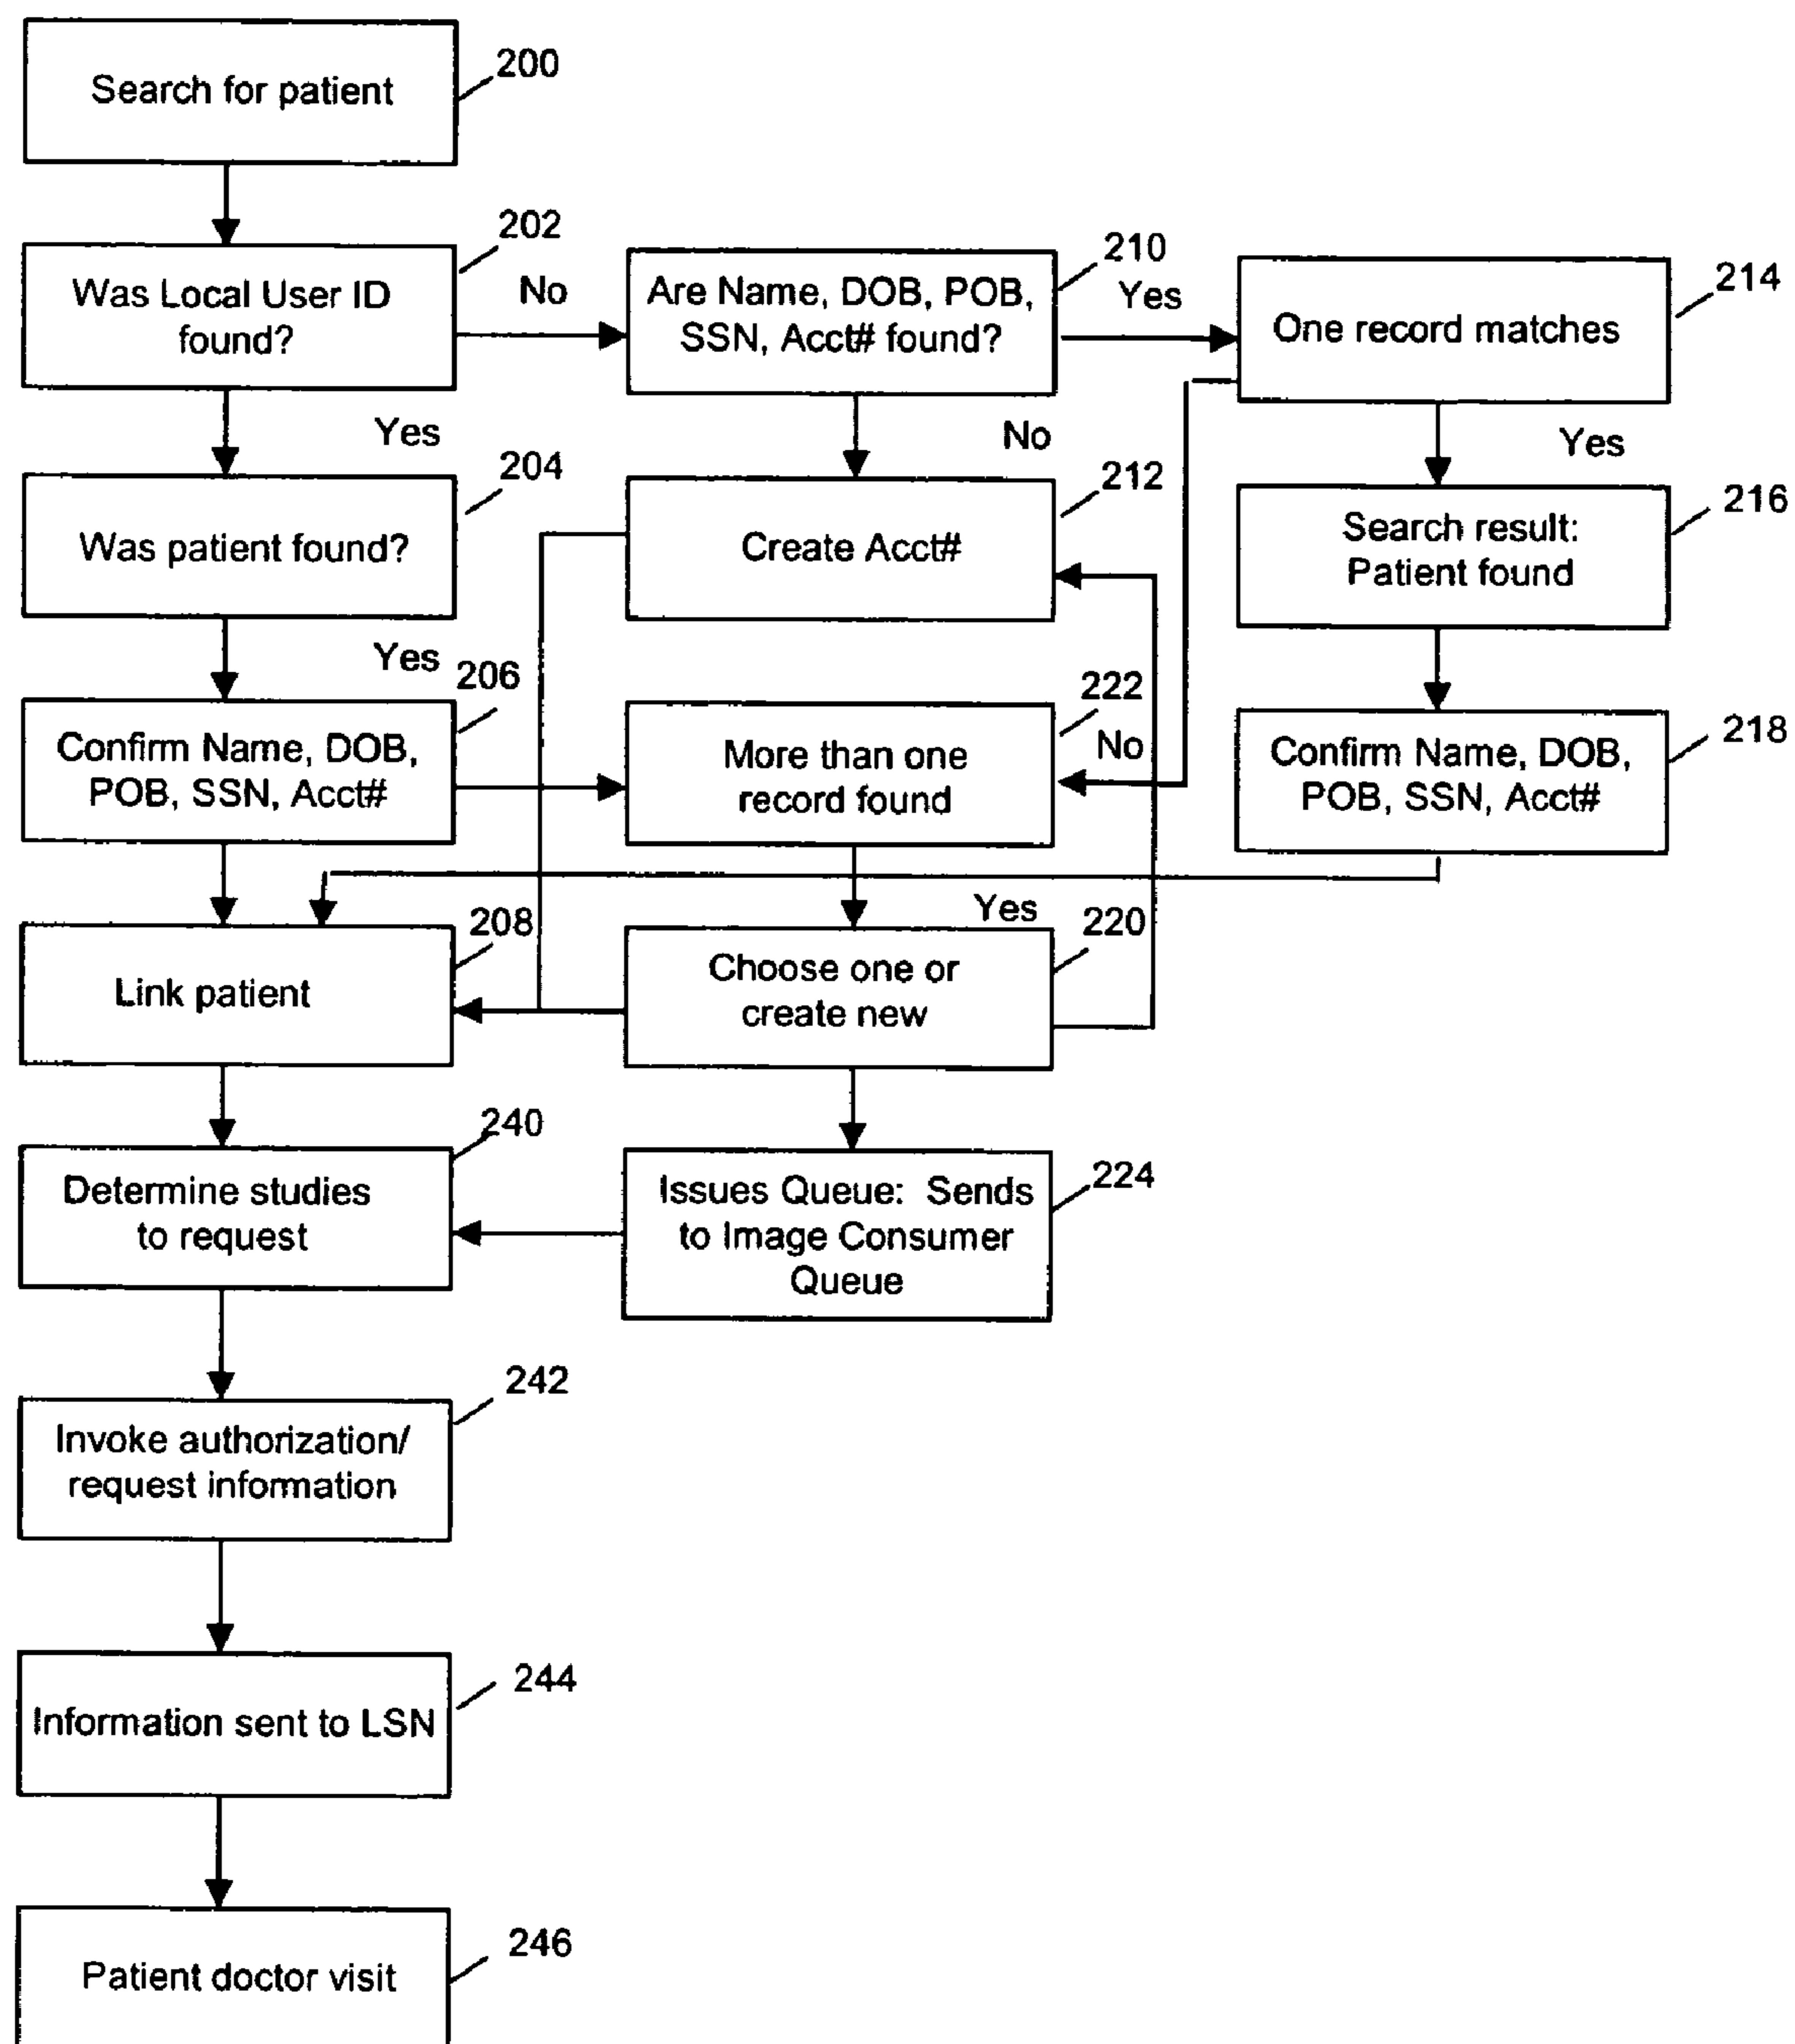 Search for patient
200
Was Local User ID
found?
202
No
Are Name, DOB, POB,
SSN, Acct# found?
210
Yes
One record matches
214
Yes
No
Yes
Was patient found?
204
Create Acct#
212
Search result:
Patient found
216
Yes
Confirm Name, DOB,
POB, SSN, Acct#
206
More than one
record found
222
No
Confirm Name, DOB,
POB, SSN, Acct#
218
Link patient
208
Yes
Choose one or
create new
220
Determine studies
to request
240
Issues Queue: Sends
to Image Consumer
Queue
224
Invoke authorization/
request information
242
Information sent to LSN
244
Patient doctor visit
246